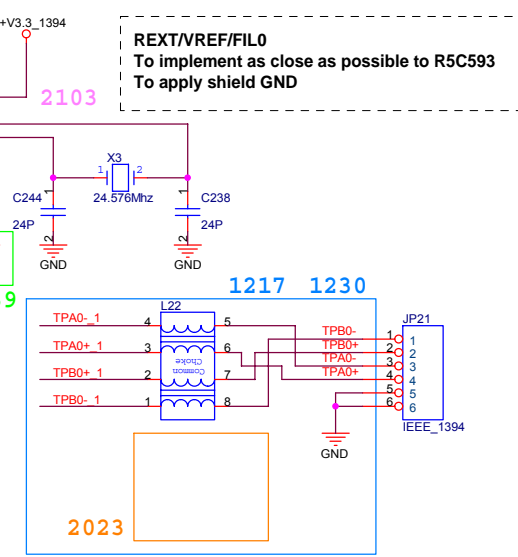 +V3.3_1394
REXT/VREF/FIL0
To implement as close as possible to R5C593
To apply shield GND
2103
X3
1 2
C244 1 24.576Mhz 1 C238
24P 24P
2 2
GND GND
9
1217 1230
L22 JP21
TPA0-_1 4 5 TPB0- 1 1
TPA0+_1 3 6 TPB0+ 2 2
Common Choke TPA0- 3 3
TPB0+_1 2 7 TPA0+ 4 4
5 5
TPB0-_1 1 8 6 6
IEEE_1394
GND
2023